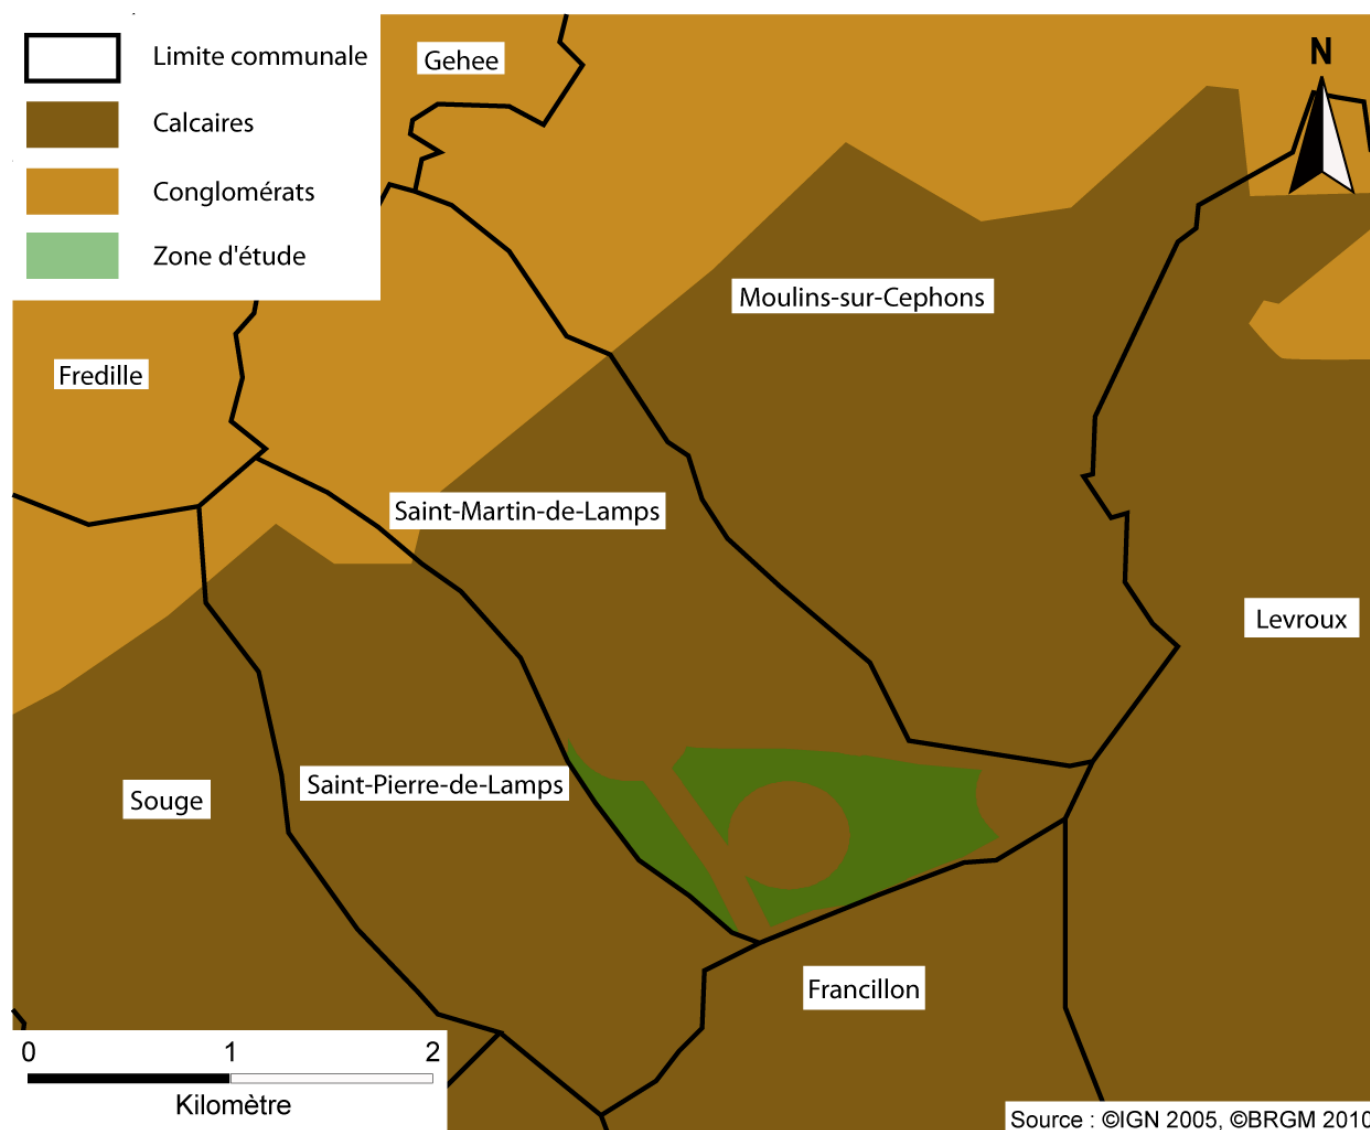 Limite communale
Calcaires
Conglomérats
Zone d'étude
Gehee
N
Moulins-sur-Cephons
Fredille
Saint-Martin-de-Lamps
Levroux
Saint-Pierre-de-Lamps
Souge
Francillon
0 1 2
Kilomètre
Source : ©IGN 2005, ©BRGM 2010